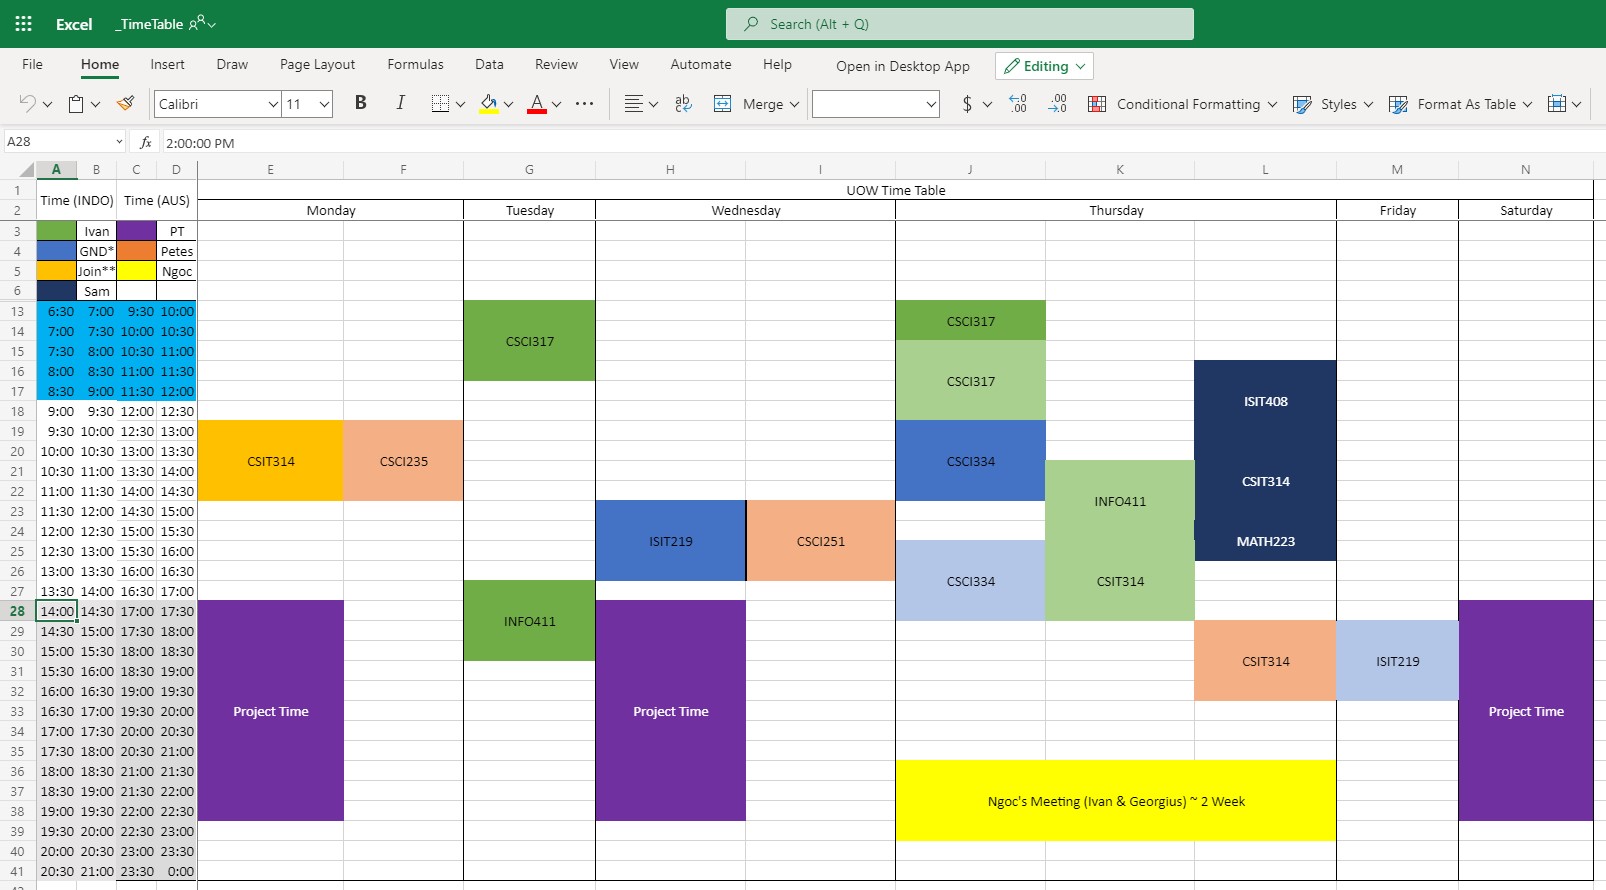 Excel _TimeTable Search (Alt + Q)
File Home Insert Draw Page Layout Formulas Data Review View Automate Help Open in Desktop App Editing
Calibri 11 B I A ab Merge $ .00 Conditional Formatting Styles Format As Table
A28 fx 2:00:00 PM
A B C D E F G H I J K L M N
1 Time (INDO) Time (AUS) UOW Time Table
2 Monday Tuesday Wednesday Thursday Friday Saturday
3 Ivan PT
4 GND* Petes
5 Join** Ngoc
6 Sam
13 6:30 7:00 9:30 10:00
14 7:00 7:30 10:00 10:30 CSCI317
15 7:30 8:00 10:30 11:00 CSCI317
16 8:00 8:30 11:00 11:30
17 8:30 9:00 11:30 12:00 CSCI317
18 9:00 9:30 12:00 12:30 ISIT408
19 9:30 10:00 12:30 13:00
20 10:00 10:30 13:00 13:30
21 10:30 11:00 13:30 14:00 CSIT314 CSCI235 CSCI334
22 11:00 11:30 14:00 14:30 CSIT314
23 11:30 12:00 14:30 15:00 INFO411
24 12:00 12:30 15:00 15:30
25 12:30 13:00 15:30 16:00 ISIT219 CSCI251 MATH223
26 13:00 13:30 16:00 16:30
27 13:30 14:00 16:30 17:00 CSCI334 CSIT314
28 14:00 14:30 17:00 17:30
29 14:30 15:00 17:30 18:00 INFO411
30 15:00 15:30 18:00 18:30
31 15:30 16:00 18:30 19:00 CSIT314 ISIT219
32 16:00 16:30 19:00 19:30
33 16:30 17:00 19:30 20:00 Project Time Project Time Project Time
34 17:00 17:30 20:00 20:30
35 17:30 18:00 20:30 21:00
36 18:00 18:30 21:00 21:30
37 18:30 19:00 21:30 22:00
38 19:00 19:30 22:00 22:30 Ngoc's Meeting (Ivan & Georgius) ~ 2 Week
39 19:30 20:00 22:30 23:00
40 20:00 20:30 23:00 23:30
41 20:30 21:00 23:30 0:00